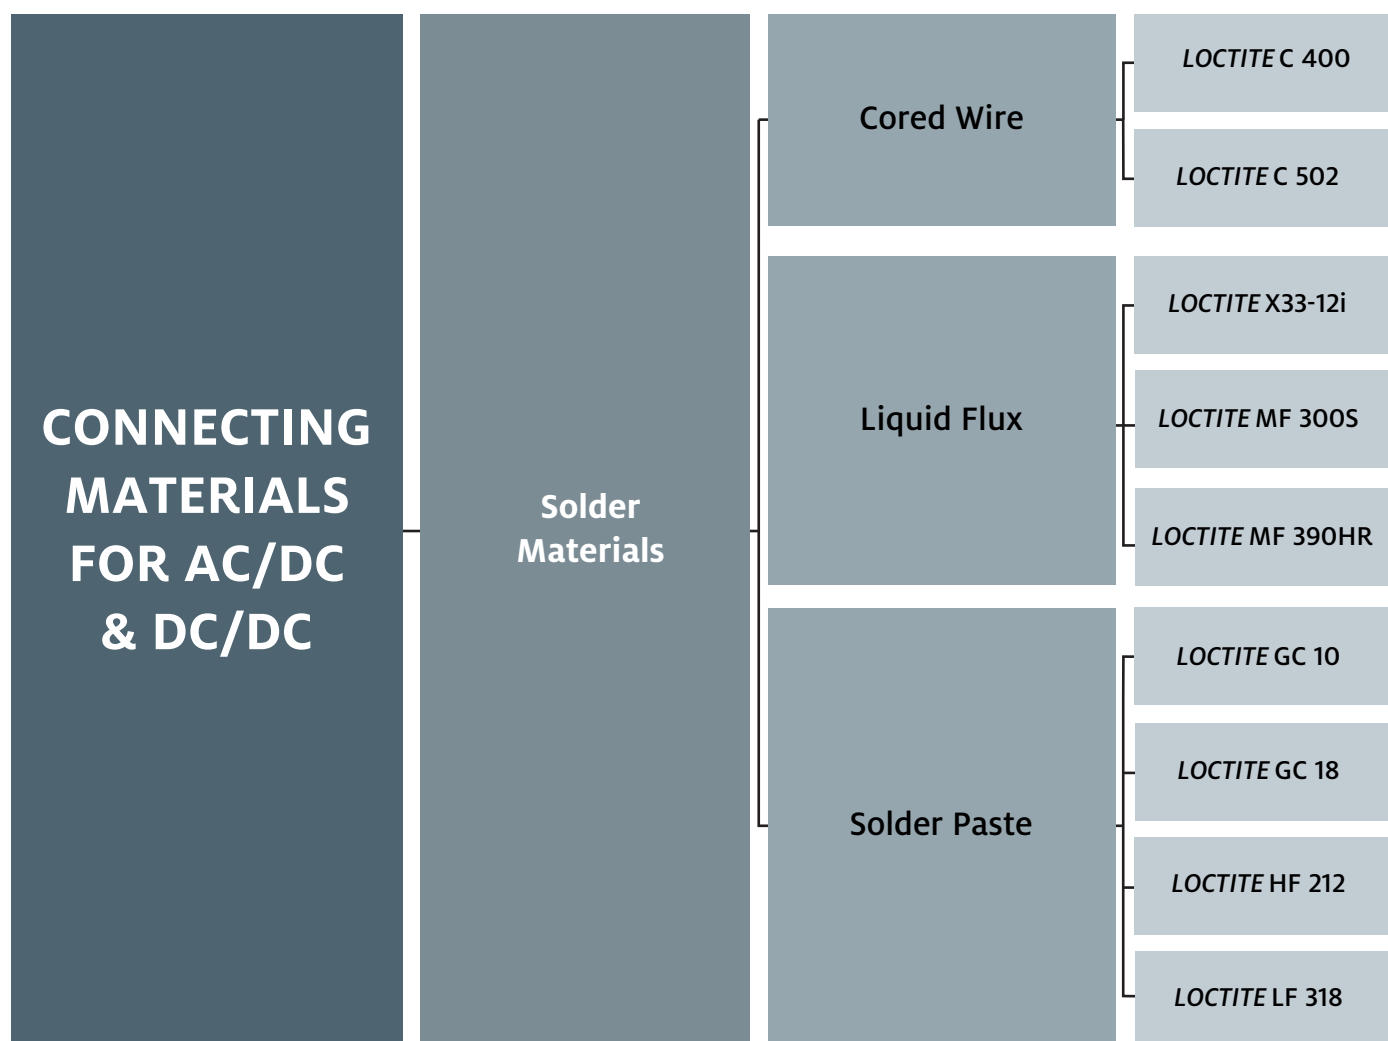 CONNECTING
MATERIALS
FOR AC/DC
& DC/DC
Solder
Materials
Cored Wire
LOCTITE C 400
LOCTITE C 502
Liquid Flux
LOCTITE X33-12i
LOCTITE MF 300S
LOCTITE MF 390HR
Solder Paste
LOCTITE GC 10
LOCTITE GC 18
LOCTITE HF 212
LOCTITE LF 318